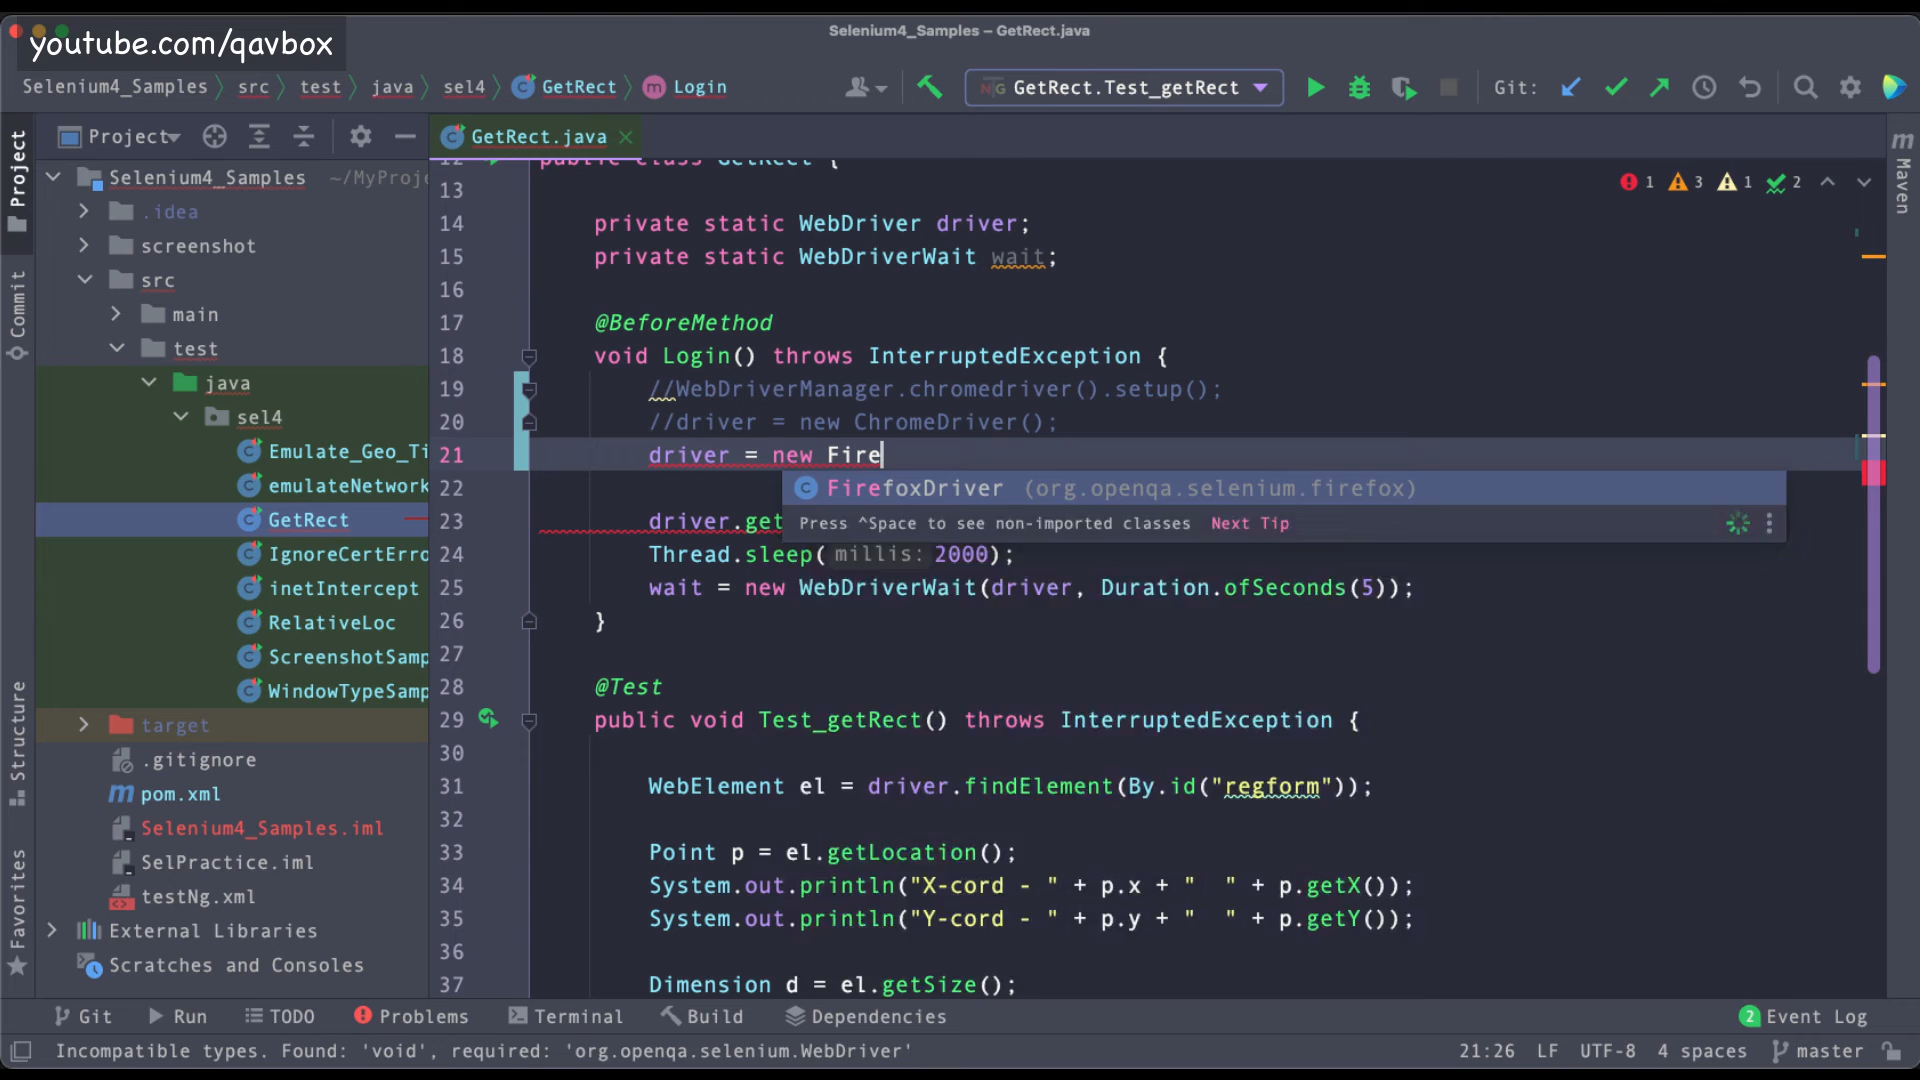 Selenium4_Samples – GetRect.java
youtube.com/qavbox
Selenium4_Samples src test java sel4 GetRect Login
GetRect.Test_getRect
Git:
Project
GetRect.java
Project
Commit
Structure
Favorites
Maven
Selenium4_Samples ~/MyProje
.idea
screenshot
src
main
test
java
sel4
Emulate_Geo_Ti
emulateNetwork
GetRect
IgnoreCertErro
inetIntercept
RelativeLoc
ScreenshotSamp
WindowTypeSamp
target
.gitignore
pom.xml
Selenium4_Samples.iml
SelPractice.iml
testNg.xml
External Libraries
Scratches and Consoles
1 3 1 2
12 public class GetRect {
13
14 private static WebDriver driver;
15 private static WebDriverWait wait;
16
17 @BeforeMethod
18 void Login() throws InterruptedException {
19 //WebDriverManager.chromedriver().setup();
20 //driver = new ChromeDriver();
21 driver = new Fire
22 FirefoxDriver (org.openqa.selenium.firefox)
23 driver.get
Press ^Space to see non-imported classes Next Tip
24 Thread.sleep( millis: 2000);
25 wait = new WebDriverWait(driver, Duration.ofSeconds(5));
26 }
27
28 @Test
29 public void Test_getRect() throws InterruptedException {
30
31 WebElement el = driver.findElement(By.id("regform"));
32
33 Point p = el.getLocation();
34 System.out.println("X-cord - " + p.x + "  " + p.getX());
35 System.out.println("Y-cord - " + p.y + "  " + p.getY());
36
37 Dimension d = el.getSize();
Git Run TODO Problems Terminal Build Dependencies 2 Event Log
Incompatible types. Found: 'void', required: 'org.openqa.selenium.WebDriver' 21:26 LF UTF-8 4 spaces master